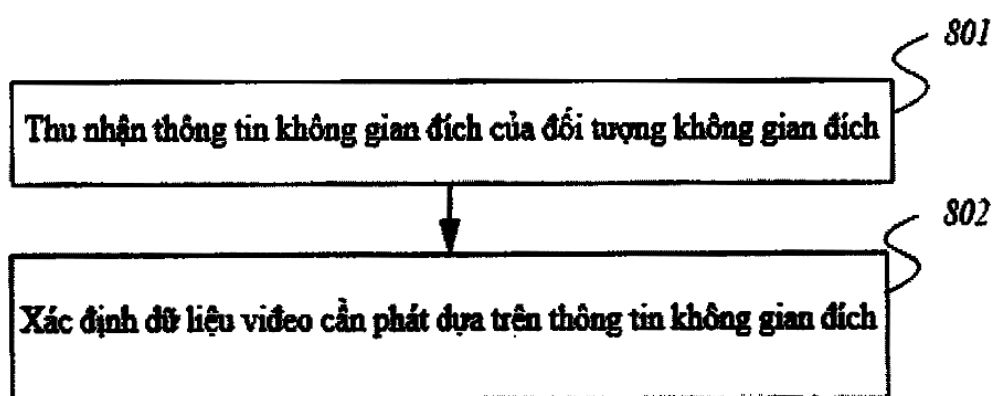 801
Thu nhận thông tin không gian đích của đối tượng không gian đích
802
Xác định dữ liệu viđeo cần phát dựa trên thông tin không gian đích